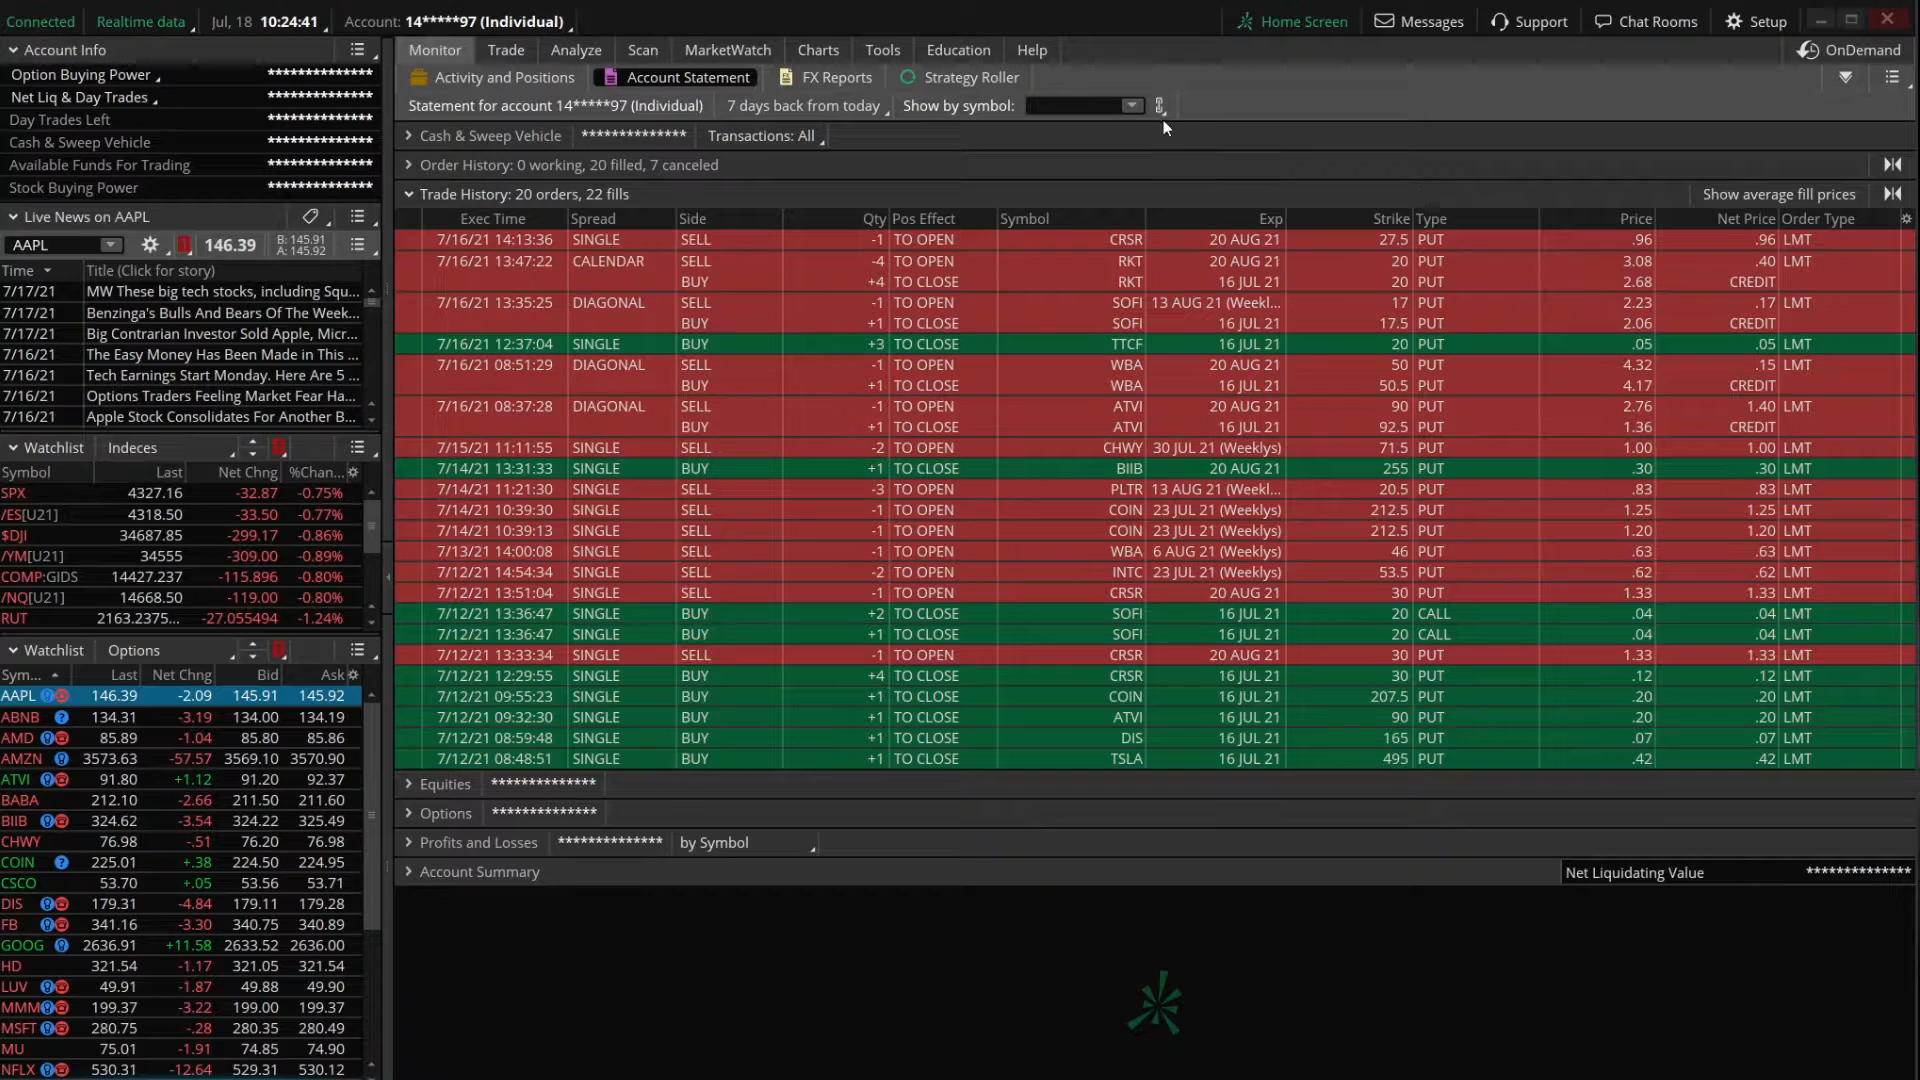 Connected Realtime data Jul, 18 10:24:41 Account: 14*****97 (Individual) Home Screen Messages Support Chat Rooms Setup
Account Info
Option Buying Power **************
Net Liq & Day Trades **************
Day Trades Left **************
Cash & Sweep Vehicle **************
Available Funds For Trading **************
Stock Buying Power **************
Live News on AAPL
AAPL 146.39 B: 145.91 A: 145.92
Time Title (Click for story)
7/17/21 MW These big tech stocks, including Squ...
7/17/21 Benzinga's Bulls And Bears Of The Week...
7/17/21 Big Contrarian Investor Sold Apple, Micr...
7/16/21 The Easy Money Has Been Made in This ...
7/16/21 Tech Earnings Start Monday. Here Are 5 ...
7/16/21 Options Traders Feeling Market Fear Ha...
7/16/21 Apple Stock Consolidates For Another B...
Watchlist Indeces
Symbol Last Net Chng %Chan...
SPX 4327.16 -32.87 -0.75%
/ES[U21] 4318.50 -33.50 -0.77%
$DJI 34687.85 -299.17 -0.86%
/YM[U21] 34555 -309.00 -0.89%
COMP:GIDS 14427.237 -115.896 -0.80%
/NQ[U21] 14668.50 -119.00 -0.80%
RUT 2163.2375... -27.055494 -1.24%
Watchlist Options
Sym... Last Net Chng Bid Ask
AAPL 146.39 -2.09 145.91 145.92
ABNB 134.31 -3.19 134.00 134.19
AMD 85.89 -1.04 85.80 85.86
AMZN 3573.63 -57.57 3569.10 3570.90
ATVI 91.80 +1.12 91.20 92.37
BABA 212.10 -2.66 211.50 211.60
BIIB 324.62 -3.54 324.22 325.49
CHWY 76.98 -.51 76.20 76.98
COIN 225.01 +.38 224.50 224.95
CSCO 53.70 +.05 53.56 53.71
DIS 179.31 -4.84 179.11 179.28
FB 341.16 -3.30 340.75 340.89
GOOG 2636.91 +11.58 2633.52 2636.00
HD 321.54 -1.17 321.05 321.54
LUV 49.91 -1.87 49.88 49.90
MMM 199.37 -3.22 199.00 199.37
MSFT 280.75 -.28 280.35 280.49
MU 75.01 -1.91 74.85 74.90
NFLX 530.31 -12.64 529.31 530.12
Monitor Trade Analyze Scan MarketWatch Charts Tools Education Help OnDemand
Activity and Positions Account Statement FX Reports Strategy Roller
Statement for account 14*****97 (Individual) 7 days back from today Show by symbol:
Cash & Sweep Vehicle ************** Transactions: All
Order History: 0 working, 20 filled, 7 canceled
Trade History: 20 orders, 22 fills Show average fill prices
Exec Time Spread Side Qty Pos Effect Symbol Exp Strike Type Price Net Price Order Type
7/16/21 14:13:36 SINGLE SELL -1 TO OPEN CRSR 20 AUG 21 27.5 PUT .96 .96 LMT
7/16/21 13:47:22 CALENDAR SELL -4 TO OPEN RKT 20 AUG 21 20 PUT 3.08 .40 LMT
BUY +4 TO CLOSE RKT 16 JUL 21 20 PUT 2.68 CREDIT
7/16/21 13:35:25 DIAGONAL SELL -1 TO OPEN SOFI 13 AUG 21 (Weekl... 17 PUT 2.23 .17 LMT
BUY +1 TO CLOSE SOFI 16 JUL 21 17.5 PUT 2.06 CREDIT
7/16/21 12:37:04 SINGLE BUY +3 TO CLOSE TTCF 16 JUL 21 20 PUT .05 .05 LMT
7/16/21 08:51:29 DIAGONAL SELL -1 TO OPEN WBA 20 AUG 21 50 PUT 4.32 .15 LMT
BUY +1 TO CLOSE WBA 16 JUL 21 50.5 PUT 4.17 CREDIT
7/16/21 08:37:28 DIAGONAL SELL -1 TO OPEN ATVI 20 AUG 21 90 PUT 2.76 1.40 LMT
BUY +1 TO CLOSE ATVI 16 JUL 21 92.5 PUT 1.36 CREDIT
7/15/21 11:11:55 SINGLE SELL -2 TO OPEN CHWY 30 JUL 21 (Weeklys) 71.5 PUT 1.00 1.00 LMT
7/14/21 13:31:33 SINGLE BUY +1 TO CLOSE BIIB 20 AUG 21 255 PUT .30 .30 LMT
7/14/21 11:21:30 SINGLE SELL -3 TO OPEN PLTR 13 AUG 21 (Weekl... 20.5 PUT .83 .83 LMT
7/14/21 10:39:30 SINGLE SELL -1 TO OPEN COIN 23 JUL 21 (Weeklys) 212.5 PUT 1.25 1.25 LMT
7/14/21 10:39:13 SINGLE SELL -1 TO OPEN COIN 23 JUL 21 (Weeklys) 212.5 PUT 1.20 1.20 LMT
7/13/21 14:00:08 SINGLE SELL -1 TO OPEN WBA 6 AUG 21 (Weeklys) 46 PUT .63 .63 LMT
7/12/21 14:54:34 SINGLE SELL -2 TO OPEN INTC 23 JUL 21 (Weeklys) 53.5 PUT .62 .62 LMT
7/12/21 13:51:04 SINGLE SELL -1 TO OPEN CRSR 20 AUG 21 30 PUT 1.33 1.33 LMT
7/12/21 13:36:47 SINGLE BUY +2 TO CLOSE SOFI 16 JUL 21 20 CALL .04 .04 LMT
7/12/21 13:36:47 SINGLE BUY +1 TO CLOSE SOFI 16 JUL 21 20 CALL .04 .04 LMT
7/12/21 13:33:34 SINGLE SELL -1 TO OPEN CRSR 20 AUG 21 30 PUT 1.33 1.33 LMT
7/12/21 12:29:55 SINGLE BUY +4 TO CLOSE CRSR 16 JUL 21 30 PUT .12 .12 LMT
7/12/21 09:55:23 SINGLE BUY +1 TO CLOSE COIN 16 JUL 21 207.5 PUT .20 .20 LMT
7/12/21 09:32:30 SINGLE BUY +1 TO CLOSE ATVI 16 JUL 21 90 PUT .20 .20 LMT
7/12/21 08:59:48 SINGLE BUY +1 TO CLOSE DIS 16 JUL 21 165 PUT .07 .07 LMT
7/12/21 08:48:51 SINGLE BUY +1 TO CLOSE TSLA 16 JUL 21 495 PUT .42 .42 LMT
Equities **************
Options **************
Profits and Losses ************** by Symbol
Account Summary Net Liquidating Value **************